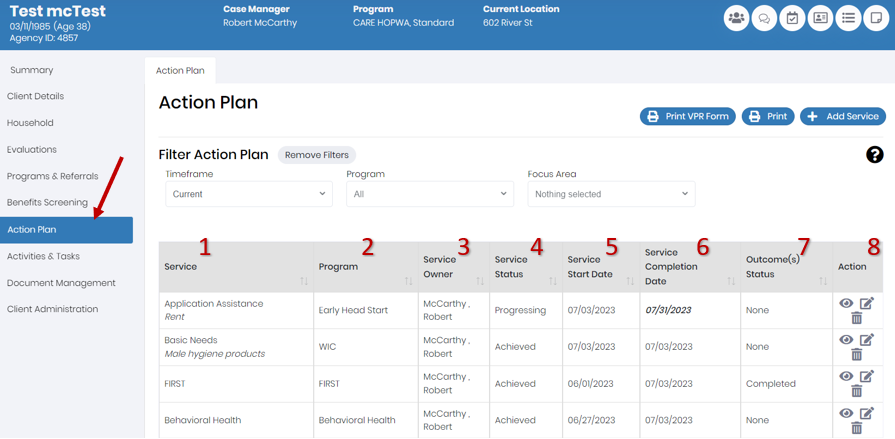 Test mcTest
03/11/1985 (Age 38)
Agency ID: 4857
Case Manager
Robert McCarthy
Program
CARE HOPWA, Standard
Current Location
602 River St
Summary
Client Details
Household
Evaluations
Programs & Referrals
Benefits Screening
Action Plan
Activities & Tasks
Document Management
Client Administration
Action Plan
Action Plan
Print VPR Form
Print
+ Add Service
Filter Action Plan
Remove Filters
?
Timeframe
Current
Program
All
Focus Area
Nothing selected
1 2 3 4 5 6 7 8
Service
Program
Service
Owner
Service
Status
Service
Start Date
Service
Completion
Date
Outcome(s)
Status
Action
Application Assistance
Rent
Early Head Start
McCarthy ,
Robert
Progressing
07/03/2023
07/31/2023
None
Basic Needs
Male hygiene products
WIC
McCarthy ,
Robert
Achieved
07/03/2023
07/03/2023
None
FIRST
FIRST
McCarthy ,
Robert
Achieved
06/01/2023
07/03/2023
Completed
Behavioral Health
Behavioral Health
McCarthy ,
Robert
Achieved
06/27/2023
07/03/2023
None